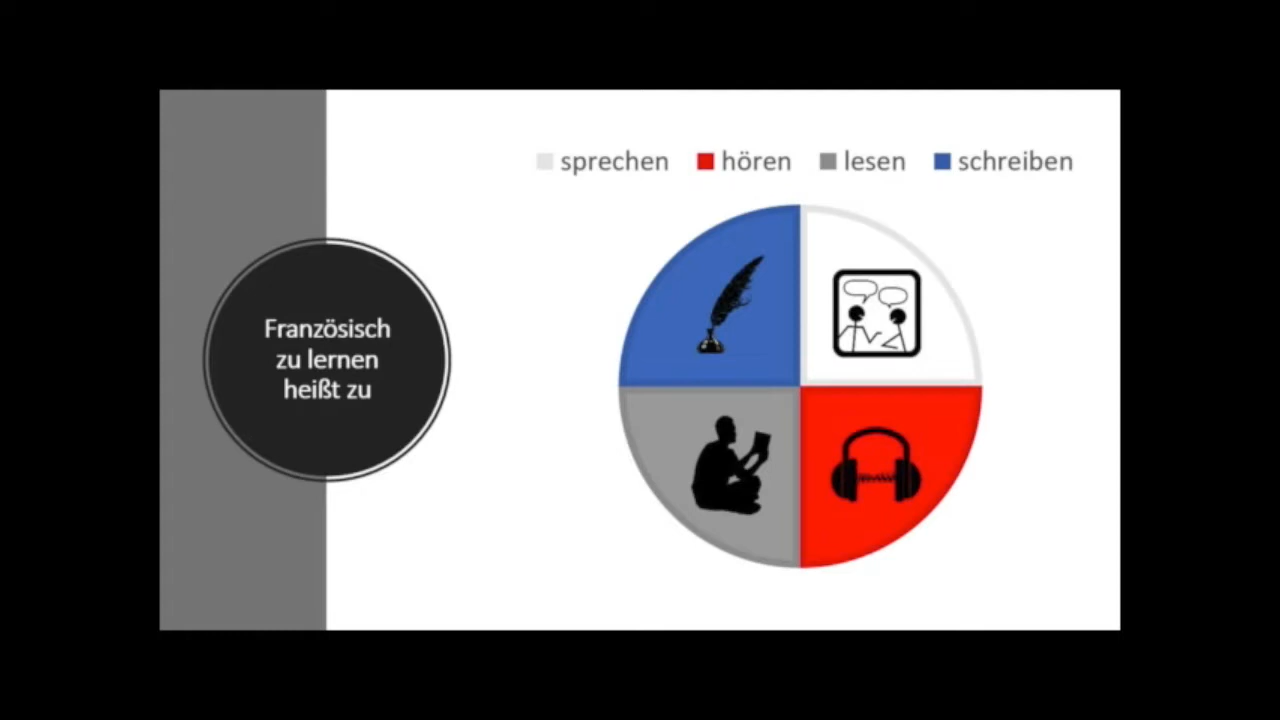 sprechen hören lesen schreiben
Französisch
zu lernen
heißt zu